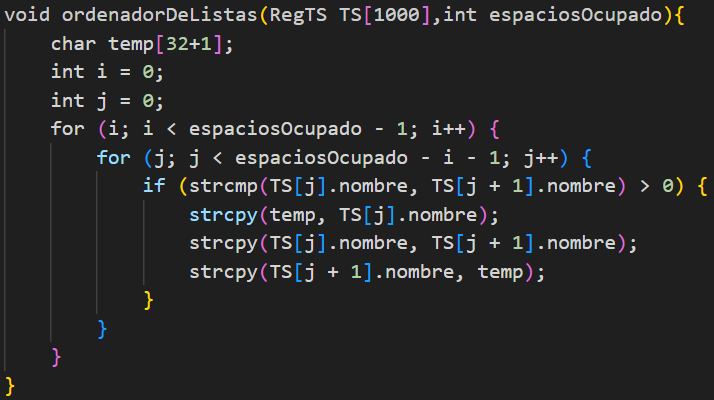 void ordenadorDeListas(RegTS TS[1000],int espaciosOcupado){
    char temp[32+1];
    int i = 0;
    int j = 0;
    for (i; i < espaciosOcupado - 1; i++) {
        for (j; j < espaciosOcupado - i - 1; j++) {
            if (strcmp(TS[j].nombre, TS[j + 1].nombre) > 0) {
                strcpy(temp, TS[j].nombre);
                strcpy(TS[j].nombre, TS[j + 1].nombre);
                strcpy(TS[j + 1].nombre, temp);
            }
        }
    }
}